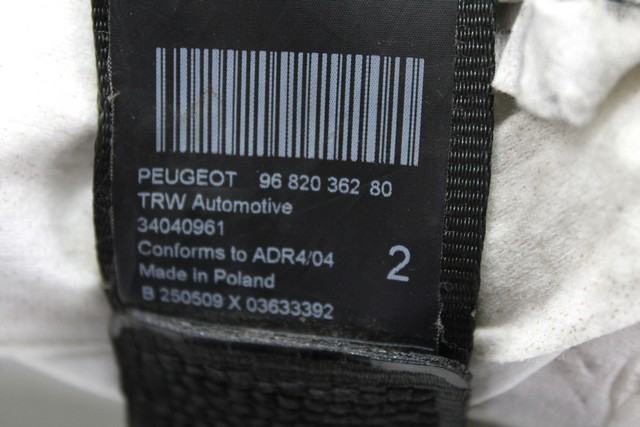 PEUGEOT 96 820 362 80
TRW Automotive
34040961
Conforms to ADR4/04
2
Made in Poland
B 250509 X 03633392